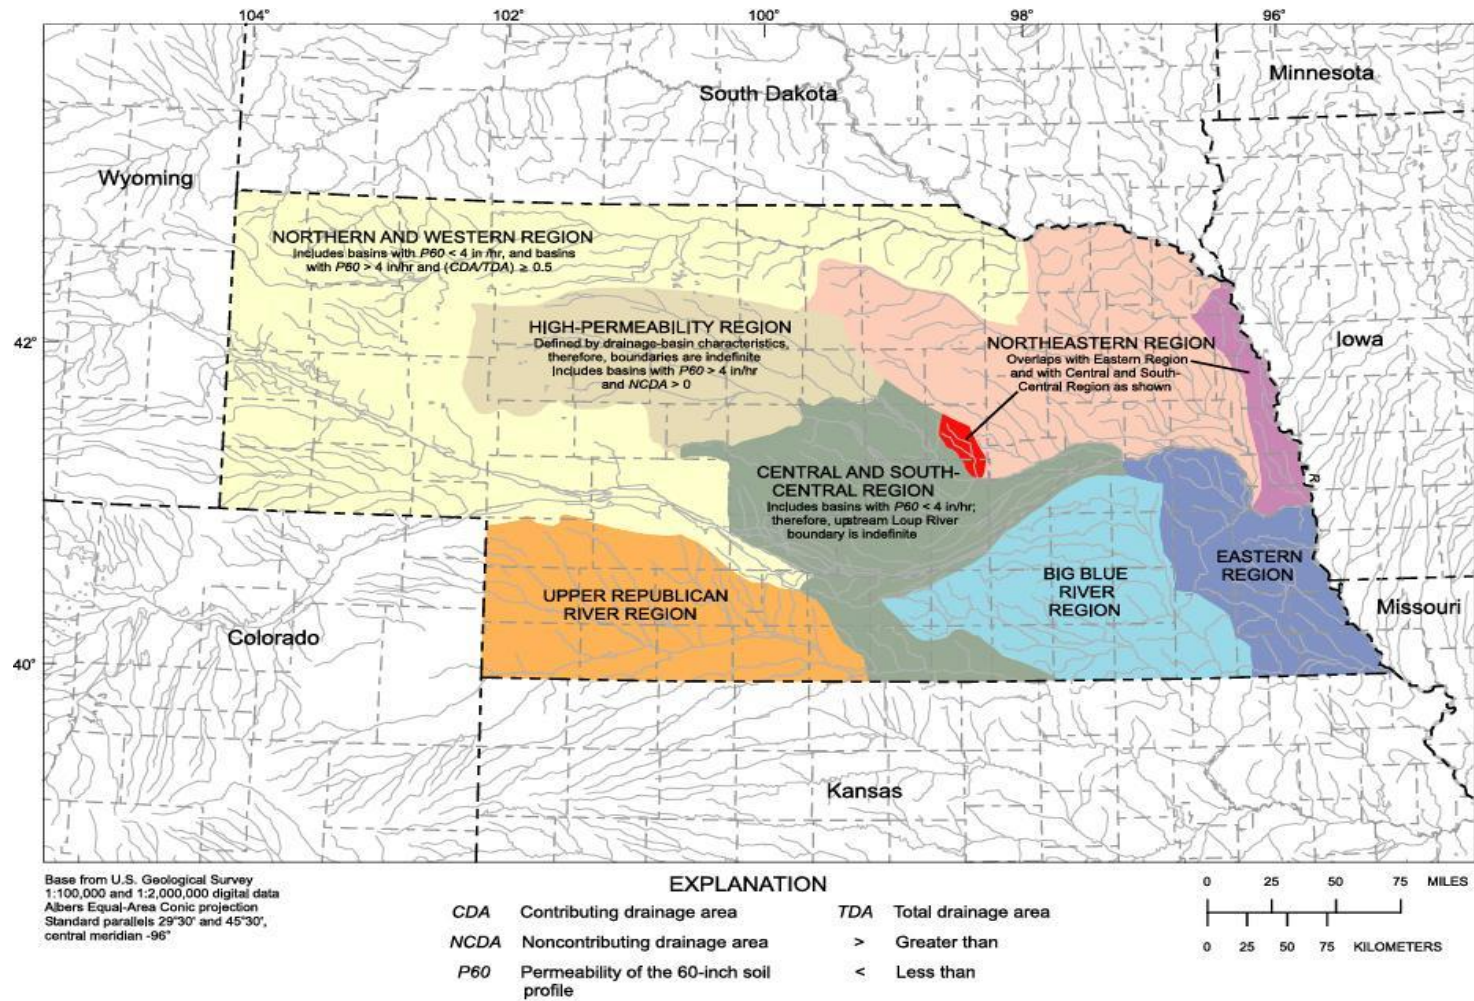 104° 102° 100° 98° 96°
Minnesota
South Dakota
Wyoming
NORTHERN AND WESTERN REGION
Includes basins with P60 < 4 in /hr, and basins
with P60 > 4 in/hr and (CDA/TDA) ≥ 0.5
HIGH-PERMEABILITY REGION
Defined by drainage-basin characteristics,
therefore, boundaries are indefinite
Includes basins with P60 > 4 in/hr
and NCDA > 0
42°
NORTHEASTERN REGION
Overlaps with Eastern Region
and with Central and South-
Central Region as shown
Iowa
CENTRAL AND SOUTH-
CENTRAL REGION
Includes basins with P60 < 4 in/hr;
therefore, upstream Loup River
boundary is indefinite
R
EASTERN
REGION
BIG BLUE
RIVER
REGION
UPPER REPUBLICAN
RIVER REGION
Missouri
Colorado
40°
Kansas
Base from U.S. Geological Survey
1:100,000 and 1:2,000,000 digital data
Albers Equal-Area Conic projection
Standard parallels 29°30' and 45°30',
central meridian -96°
EXPLANATION
CDA Contributing drainage area
NCDA Noncontributing drainage area
P60 Permeability of the 60-inch soil
profile
TDA Total drainage area
> Greater than
< Less than
0 25 50 75 MILES
0 25 50 75 KILOMETERS